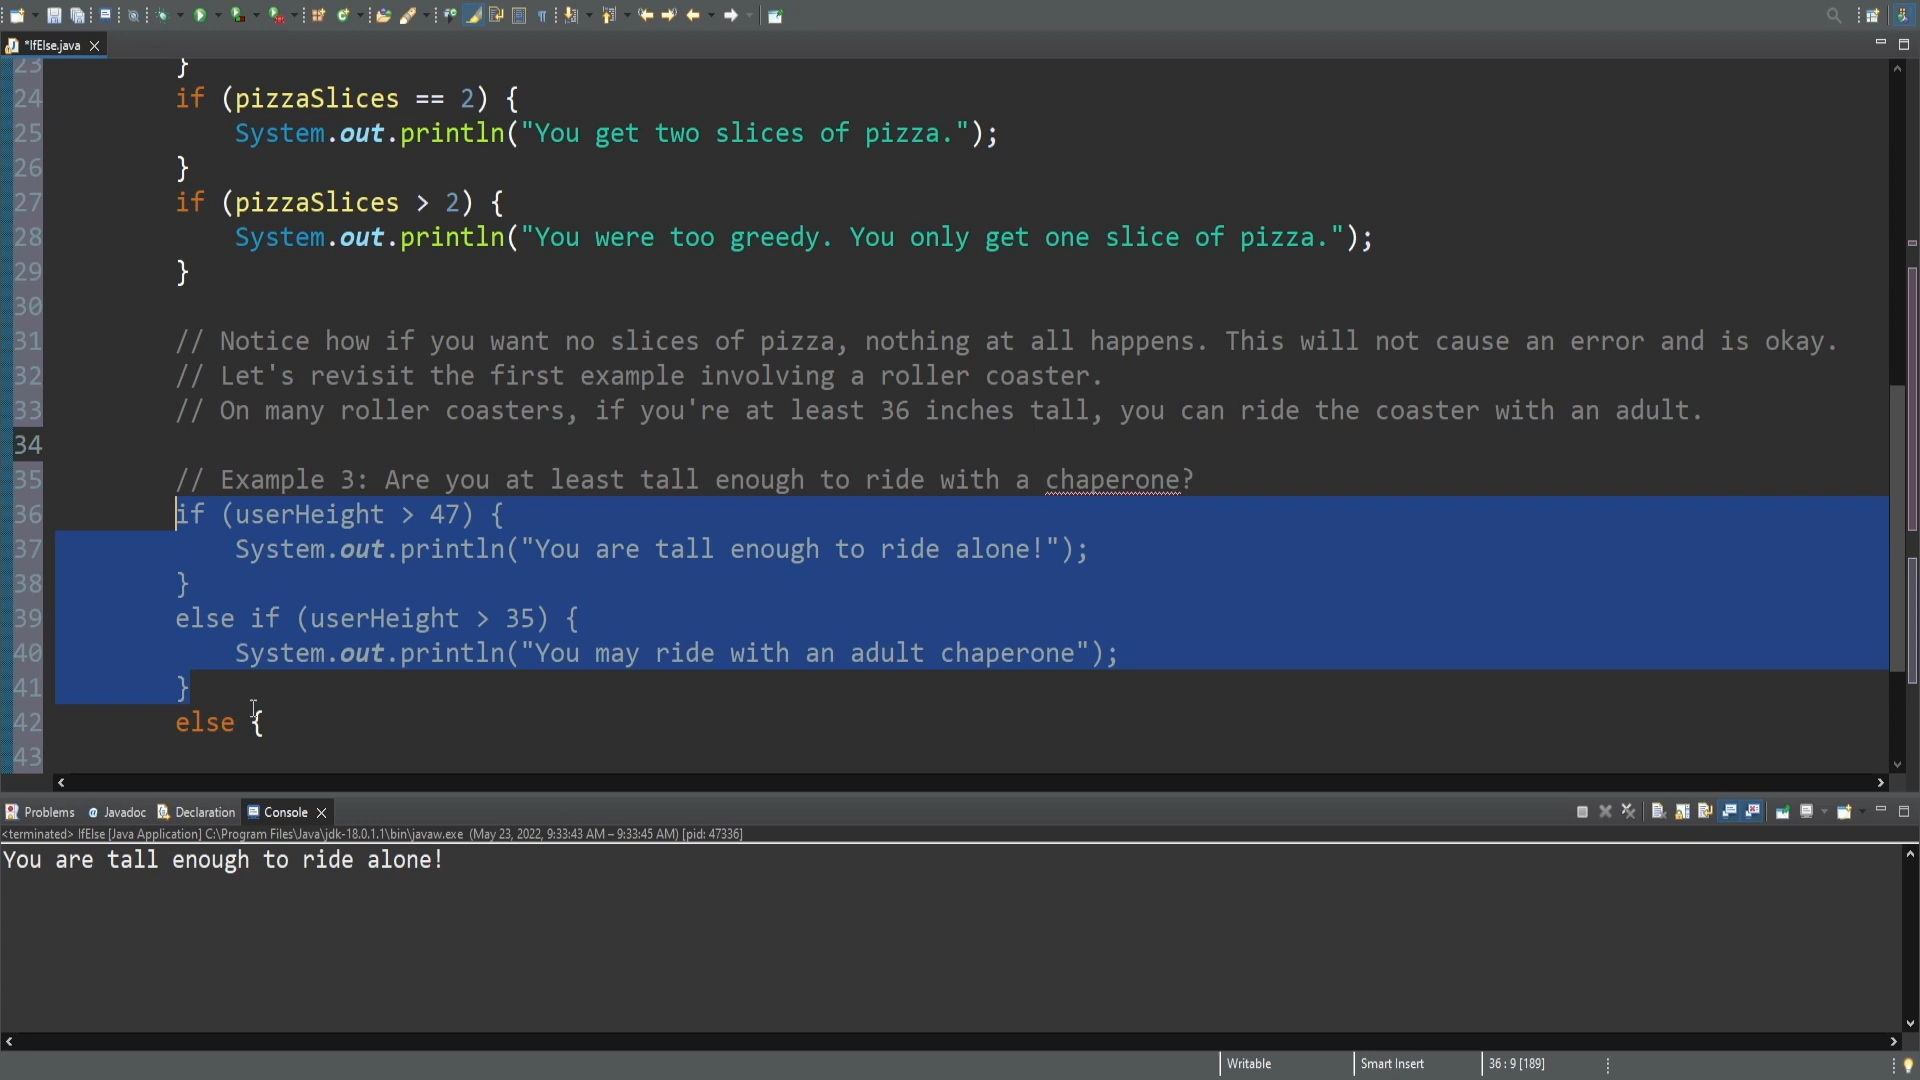 *IfElse.java
23 }
24 if (pizzaSlices == 2) {
25 System.out.println("You get two slices of pizza.");
26 }
27 if (pizzaSlices > 2) {
28 System.out.println("You were too greedy. You only get one slice of pizza.");
29 }
30
31 // Notice how if you want no slices of pizza, nothing at all happens. This will not cause an error and is okay.
32 // Let's revisit the first example involving a roller coaster.
33 // On many roller coasters, if you're at least 36 inches tall, you can ride the coaster with an adult.
34
35 // Example 3: Are you at least tall enough to ride with a chaperone?
36 if (userHeight > 47) {
37 System.out.println("You are tall enough to ride alone!");
38 }
39 else if (userHeight > 35) {
40 System.out.println("You may ride with an adult chaperone");
41 }
42 else {
43
Problems @ Javadoc Declaration Console
<terminated> IfElse [Java Application] C:\Program Files\Java\jdk-18.0.1.1\bin\javaw.exe (May 23, 2022, 9:33:43 AM – 9:33:45 AM) [pid: 47336]
You are tall enough to ride alone!
Writable Smart Insert 36 : 9 [189]